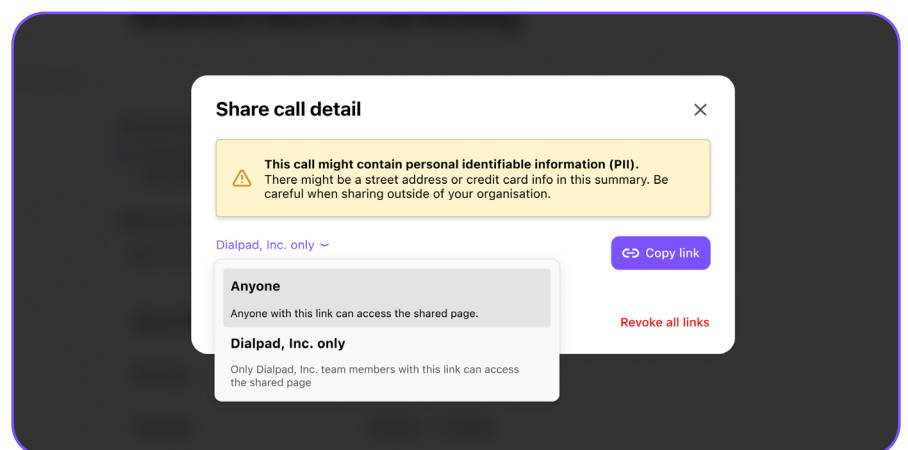 Share call detail
This call might contain personal identifiable information (PII).
There might be a street address or credit card info in this summary. Be
careful when sharing outside of your organisation.
Dialpad, Inc. only
Copy link
Anyone
Anyone with this link can access the shared page.
Revoke all links
Dialpad, Inc. only
Only Dialpad, Inc. team members with this link can access
the shared page